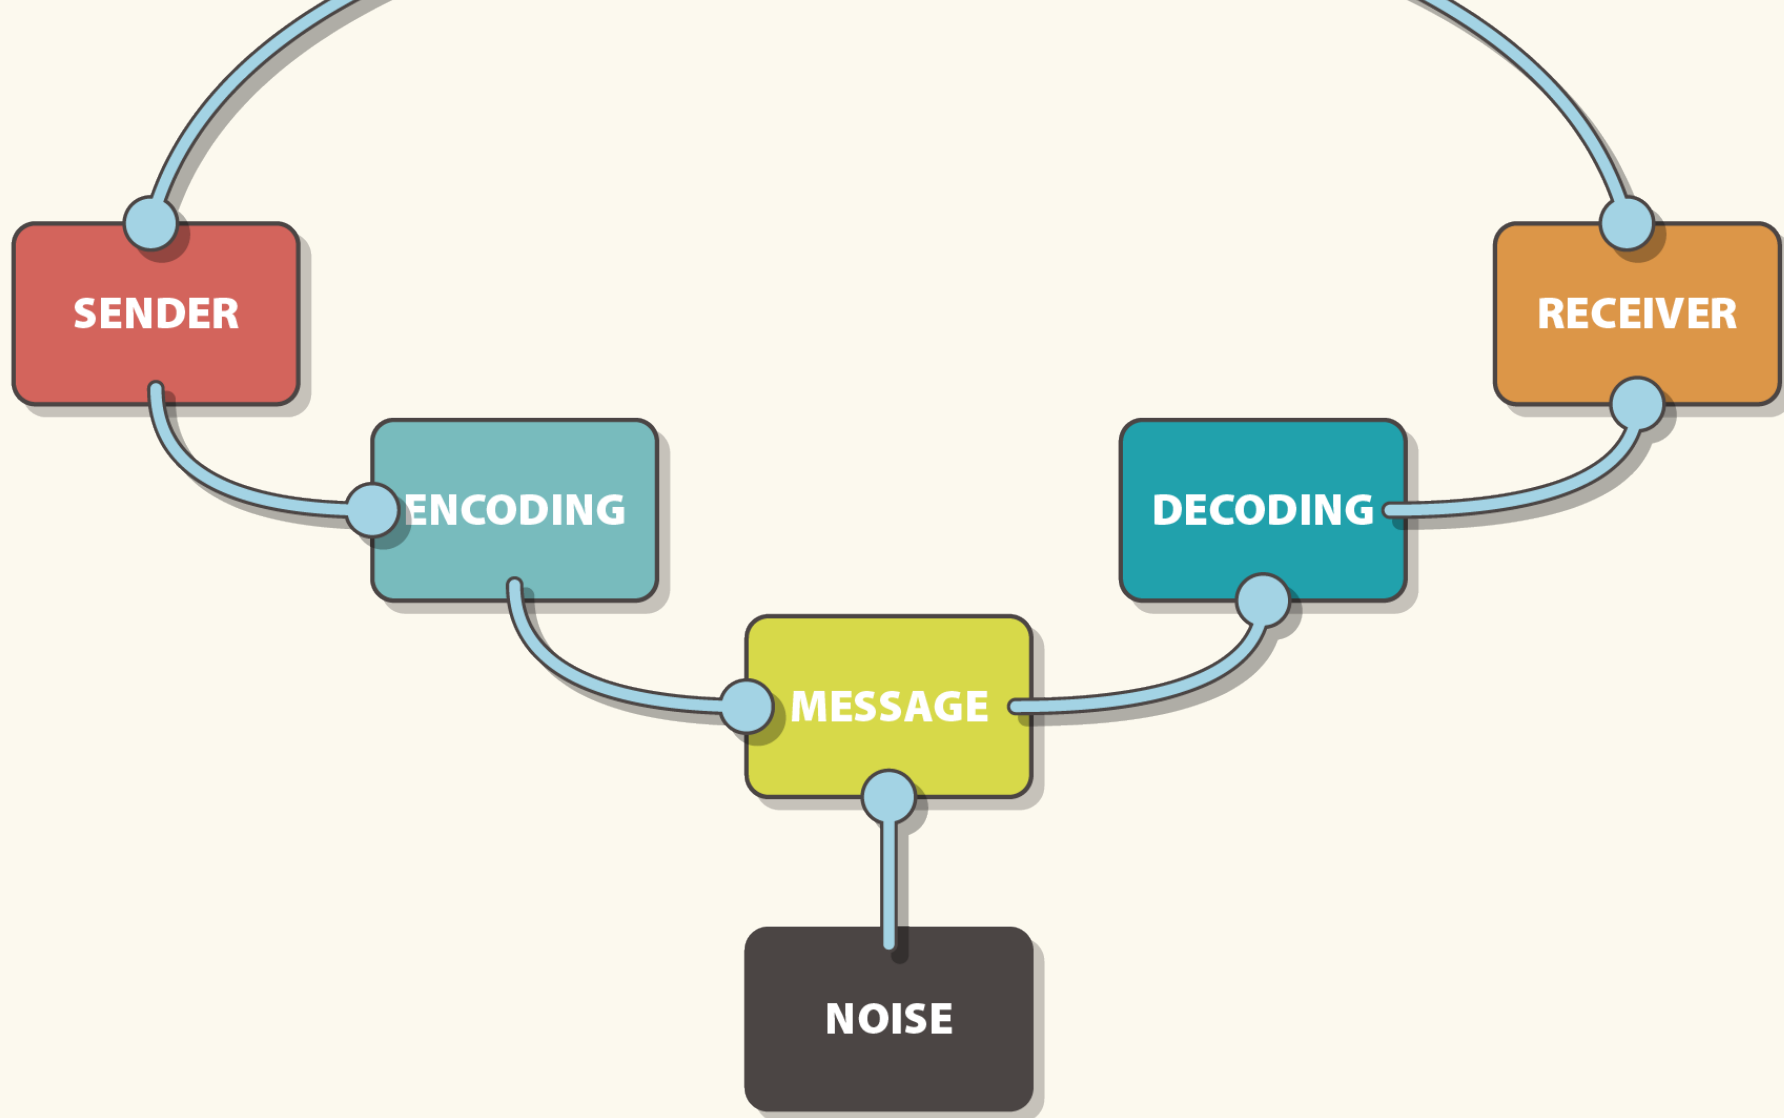 SENDER
RECEIVER
ENCODING
DECODING
MESSAGE
NOISE